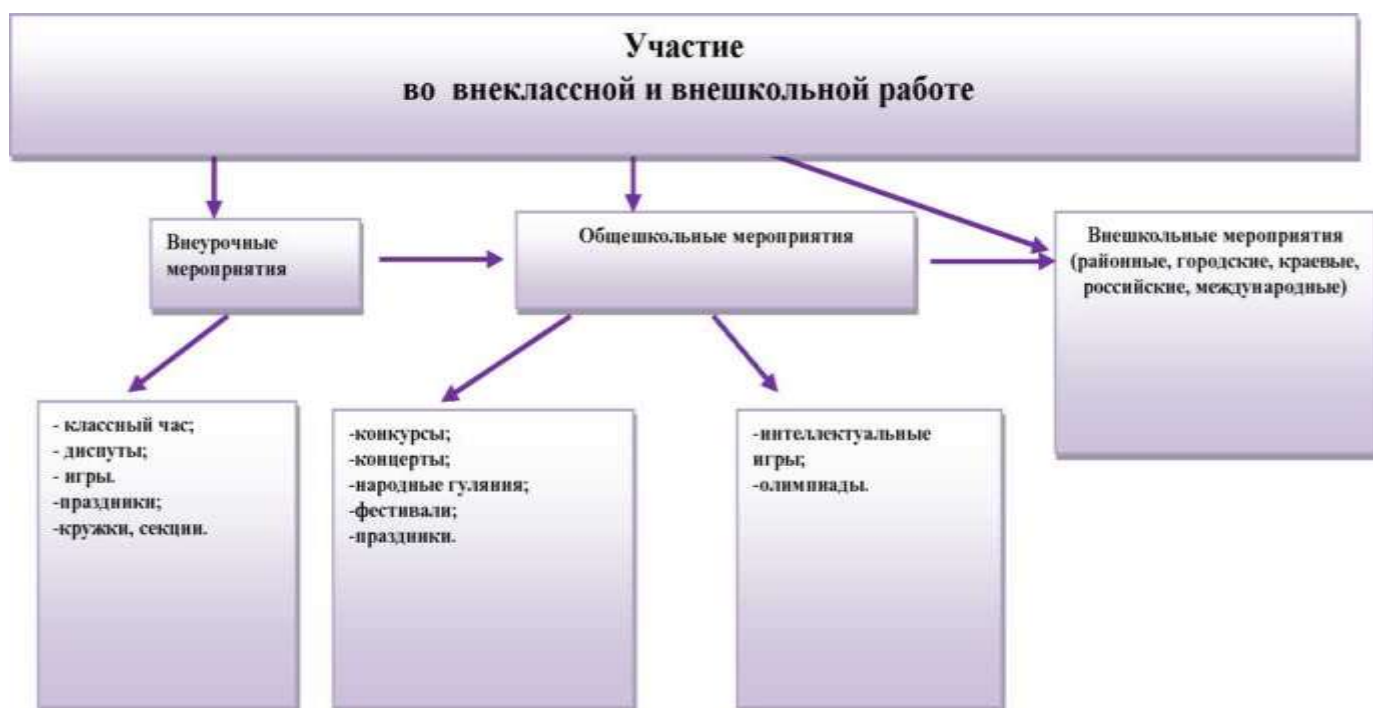 Участие
во внеклассной и внешкольной работе
Внеурочные
мероприятия
Общешкольные мероприятия
Внешкольные мероприятия
(районные, городские, краевые,
российские, международные)
- классный час;
- диспуты;
- игры.
-праздники;
-кружки, секции.
-конкурсы;
-концерты;
-народные гуляния;
-фестивали;
-праздники.
-интеллектуальные
игры;
-олимпиады.